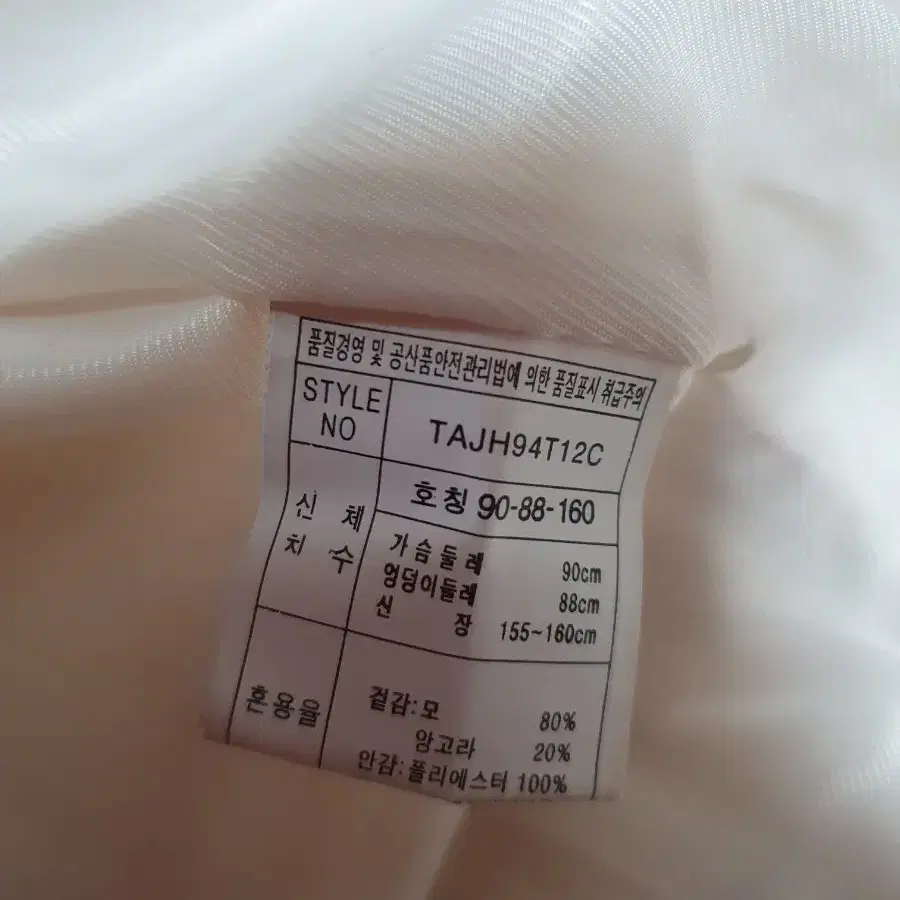 품질경영 및 공산품안전관리법에 의한 품질표시 취급주의
STYLE NO TAJH94T12C
호칭 90-88-160
신체 치수
가슴둘레 90cm
엉덩이둘레 88cm
신장 155~160cm
혼용율
겉감:모 80%
앙고라 20%
안감:폴리에스터 100%